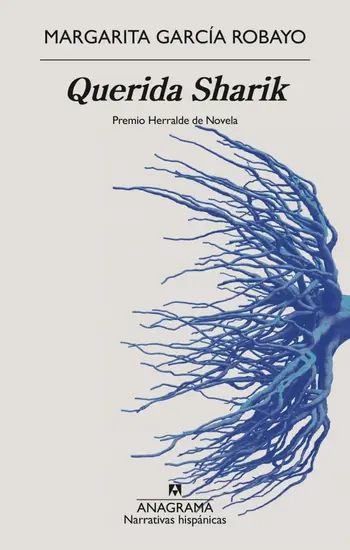 MARGARITA GARCÍA ROBAYO
Querida Sharik
Premio Herralde de Novela
ANAGRAMA
Narrativas hispánicas